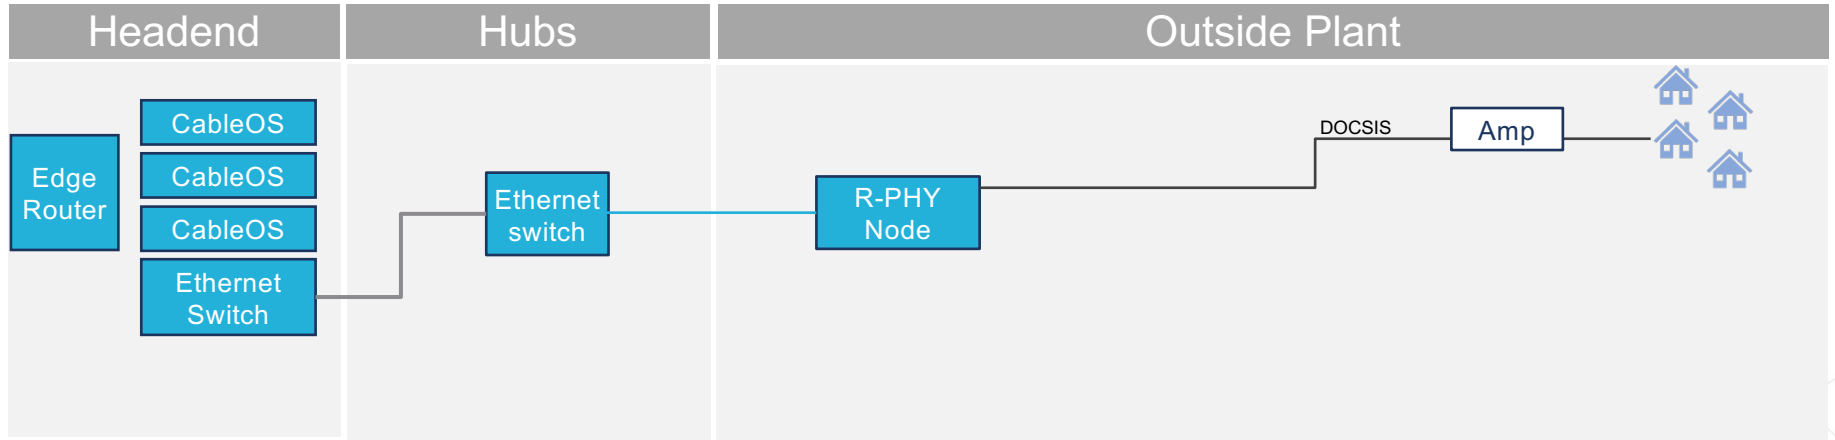 Headend
Hubs
Outside Plant
Edge
Router
CableOS
CableOS
CableOS
Ethernet
Switch
Ethernet
switch
R-PHY
Node
DOCSIS
Amp